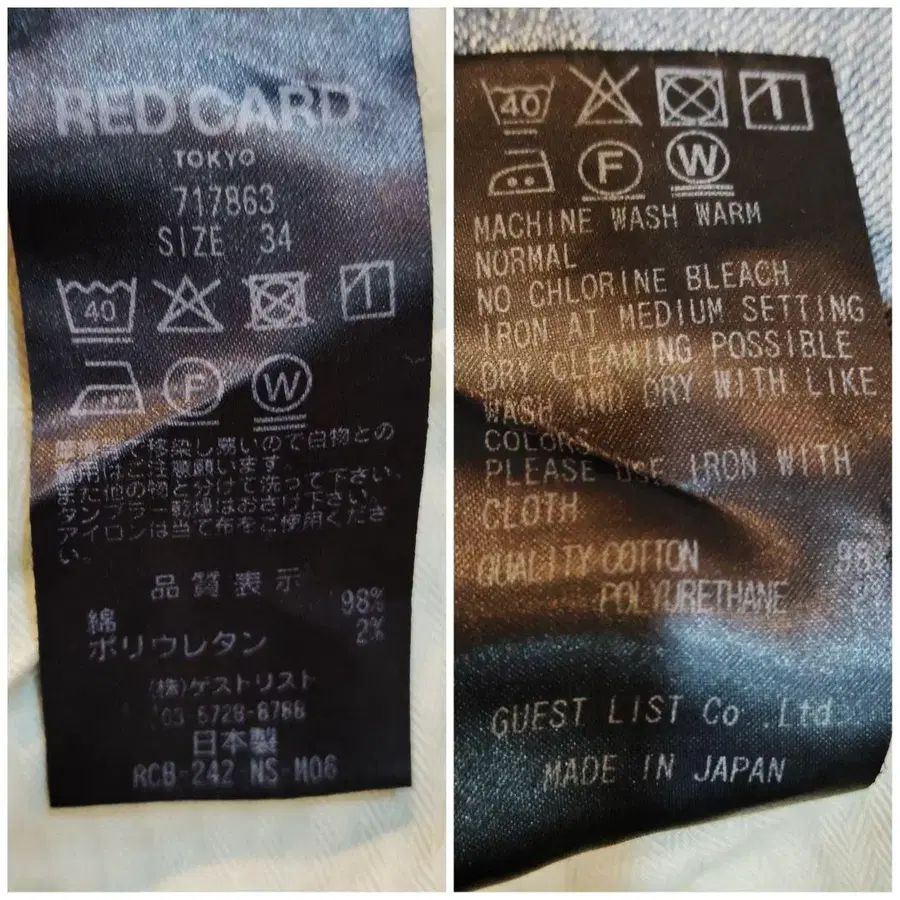 RED CARD
TOKYO
717863
SIZE 34
40
F W
で移染し易いので白物との
はご注意願います。
また他の物と分けて洗って下さい。
タンブラー乾燥はおさけ下さい。
アイロンは当て布をご使用くださ
い
品質表示
綿 98%
ポリウレタン 2%
(株)ゲストリスト
03 5728-8788
日本製
RCB-242 NS-M06
40
F W
MACHINE WASH WARM
NORMAL
NO CHLORINE BLEACH
IRON AT MEDIUM SETTING
DRY CLEANING POSSIBLE
WASH AND DRY WITH LIKE
COLORS
PLEASE USE IRON WITH
CLOTH
QUALITY COTTON 98%
POLYURETHANE
GUEST LIST Co .Ltd
MADE IN JAPAN